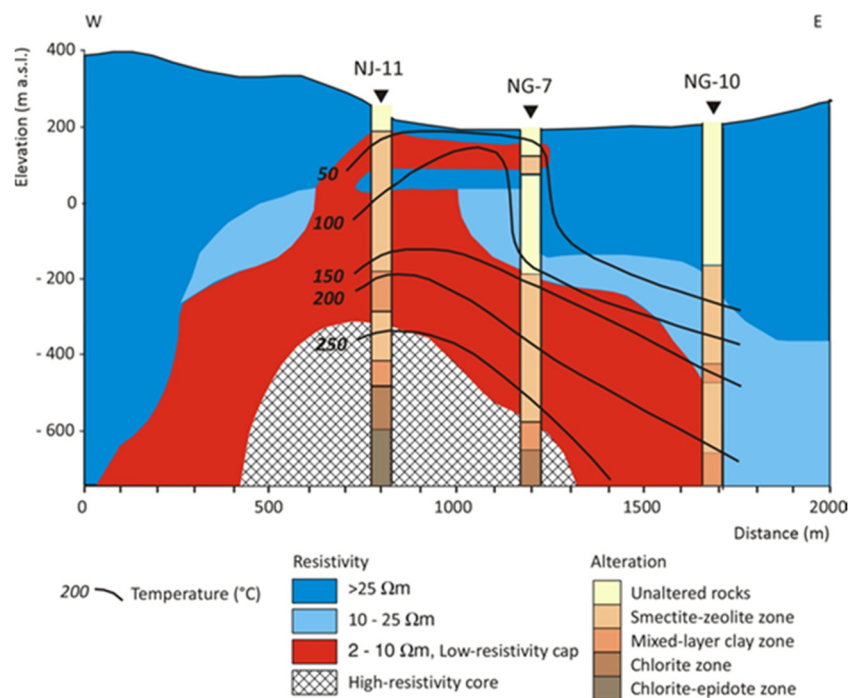 W
E
Elevation (m a.s.l.)
400
200
0
- 200
- 400
- 600
NJ-11
NG-7
NG-10
50
100
150
200
250
0
500
1000
1500
2000
Distance (m)
200
Temperature (°C)
Resistivity
>25 Ωm
10 - 25 Ωm
2 - 10 Ωm, Low-resistivity cap
High-resistivity core
Alteration
Unaltered rocks
Smectite-zeolite zone
Mixed-layer clay zone
Chlorite zone
Chlorite-epidote zone